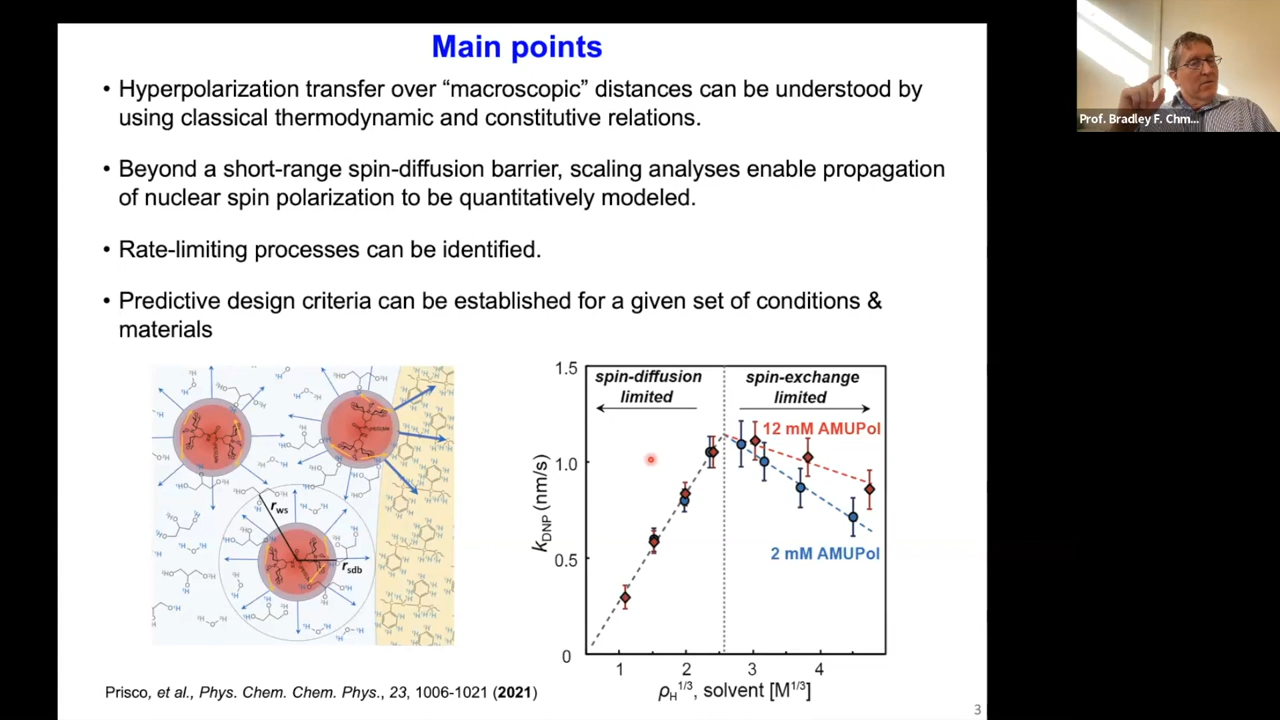 Main points
• Hyperpolarization transfer over “macroscopic” distances can be understood by
using classical thermodynamic and constitutive relations.
• Beyond a short-range spin-diffusion barrier, scaling analyses enable propagation
of nuclear spin polarization to be quantitatively modeled.
• Rate-limiting processes can be identified.
• Predictive design criteria can be established for a given set of conditions &
materials
r_ws
r_sdb
1.5
1.0
0.5
0
k_DNP (nm/s)
spin-diffusion
limited
spin-exchange
limited
12 mM AMUPol
2 mM AMUPol
1 2 3 4
ρ_H^1/3, solvent [M^1/3]
Prisco, et al., Phys. Chem. Chem. Phys., 23, 1006-1021 (2021)
3
Prof. Bradley F. Chm...